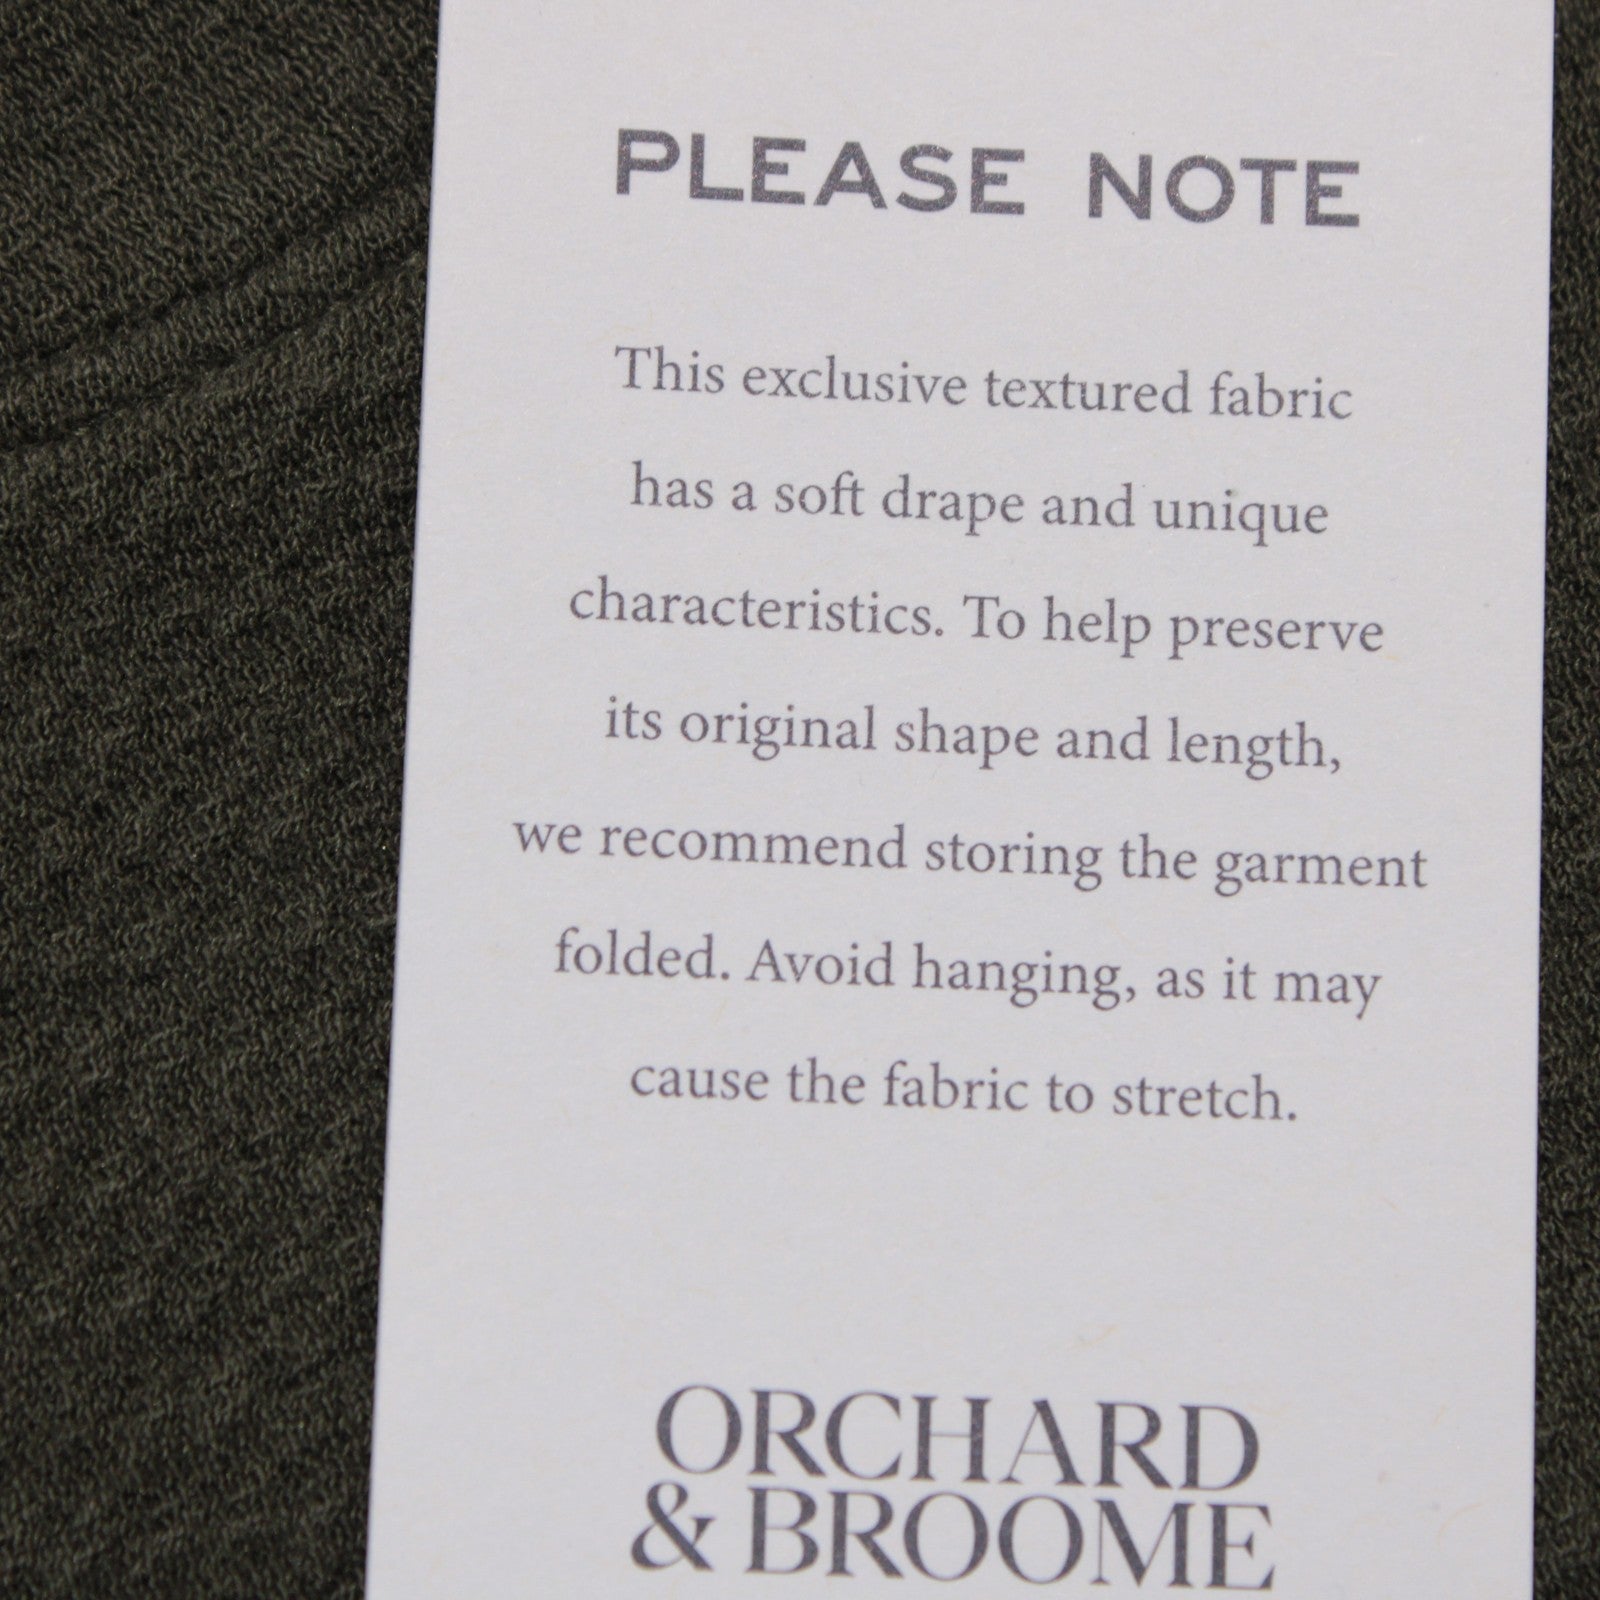 PLEASE NOTE
This exclusive textured fabric
has a soft drape and unique
characteristics. To help preserve
its original shape and length,
we recommend storing the garment
folded. Avoid hanging, as it may
cause the fabric to stretch.
ORCHARD
& BROOME